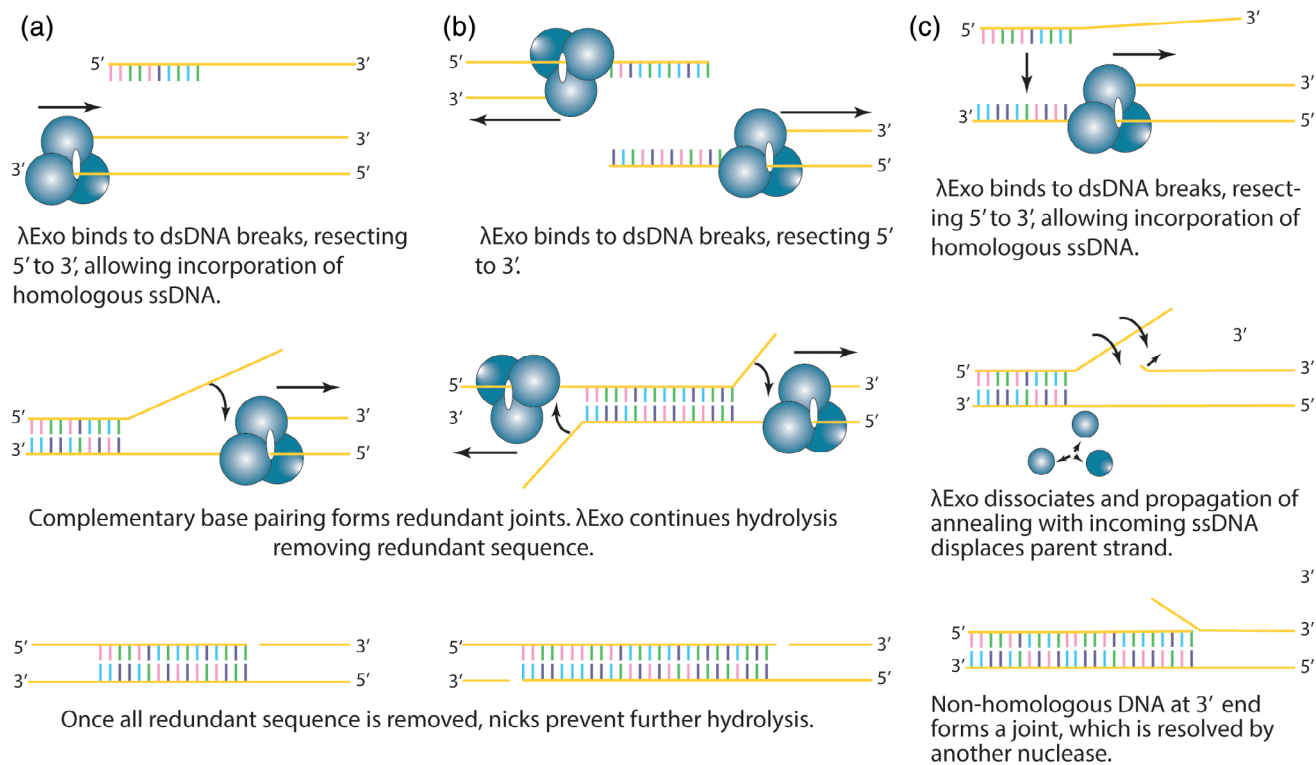 (a)
5′
3′
3′
3′
5′
λExo binds to dsDNA breaks, resecting
5′ to 3′, allowing incorporation of
homologous ssDNA.
(b)
5′
3′
3′
5′
λExo binds to dsDNA breaks, resecting 5′
to 3′.
(c)
5′
3′
3′
3′
5′
λExo binds to dsDNA breaks, resect-
ing 5′ to 3′, allowing incorporation of
homologous ssDNA.
5′
3′
3′
5′
5′
3′
3′
5′
Complementary base pairing forms redundant joints. λExo continues hydrolysis
removing redundant sequence.
3′
5′
3′
3′
5′
λExo dissociates and propagation of
annealing with incoming ssDNA
displaces parent strand.
5′
3′
3′
5′
5′
3′
3′
5′
Once all redundant sequence is removed, nicks prevent further hydrolysis.
3′
5′
3′
3′
5′
Non-homologous DNA at 3′ end
forms a joint, which is resolved by
another nuclease.